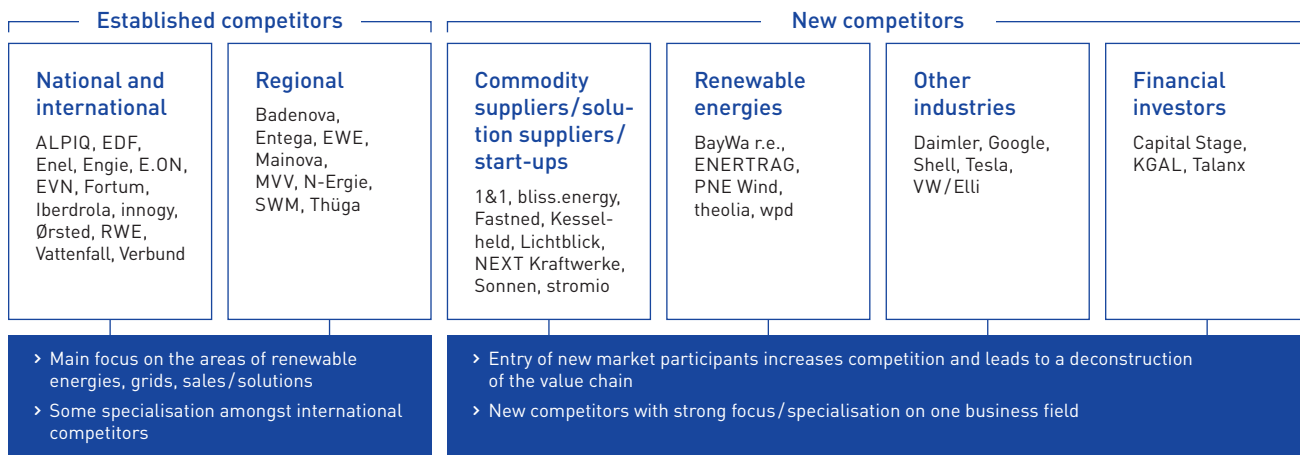 Established competitors
New competitors
National and
international
ALPIQ, EDF,
Enel, Engie, E.ON,
EVN, Fortum,
Iberdrola, innogy,
Ørsted, RWE,
Vattenfall, Verbund
Regional
Badenova,
Entega, EWE,
Mainova,
MVV, N-Ergie,
SWM, Thüga
Commodity
suppliers/solu-
tion suppliers/
start-ups
1&1, bliss.energy,
Fastned, Kessel-
held, Lichtblick,
NEXT Kraftwerke,
Sonnen, stromio
Renewable
energies
BayWa r.e.,
ENERTRAG,
PNE Wind,
theolia, wpd
Other
industries
Daimler, Google,
Shell, Tesla,
VW/Elli
Financial
investors
Capital Stage,
KGAL, Talanx
› Main focus on the areas of renewable
energies, grids, sales/solutions
› Some specialisation amongst international
competitors
› Entry of new market participants increases competition and leads to a deconstruction
of the value chain
› New competitors with strong focus/specialisation on one business field